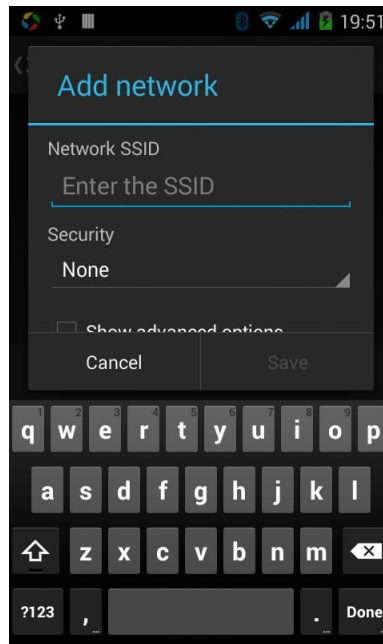 19:51
Add network
Network SSID
Enter the SSID
Security
None
Show advanced options
Cancel Save
1 2 3 4 5 6 7 8 9
q w e r t y u i o p
a s d f g h j k l
z x c v b n m
?123 , ... . ... Done